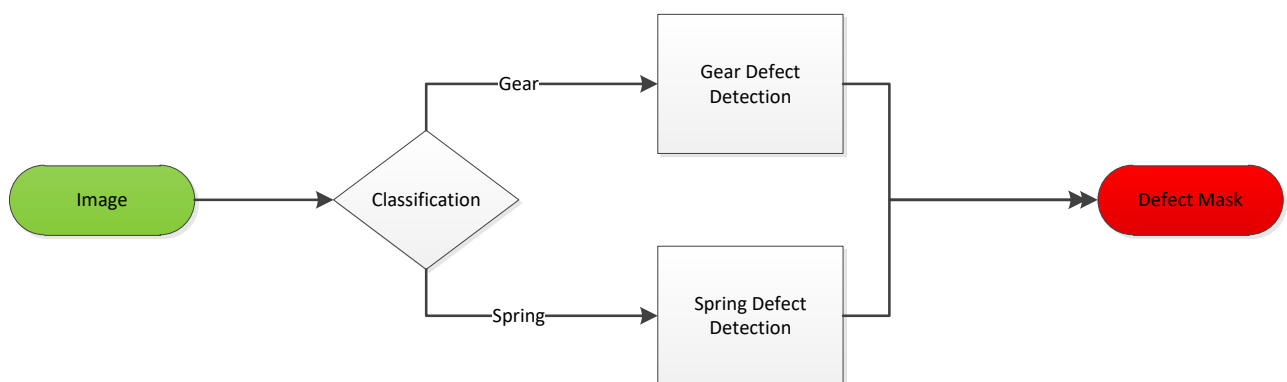 Gear Defect
Detection
Gear
Image
Classification
Defect Mask
Spring
Spring Defect
Detection